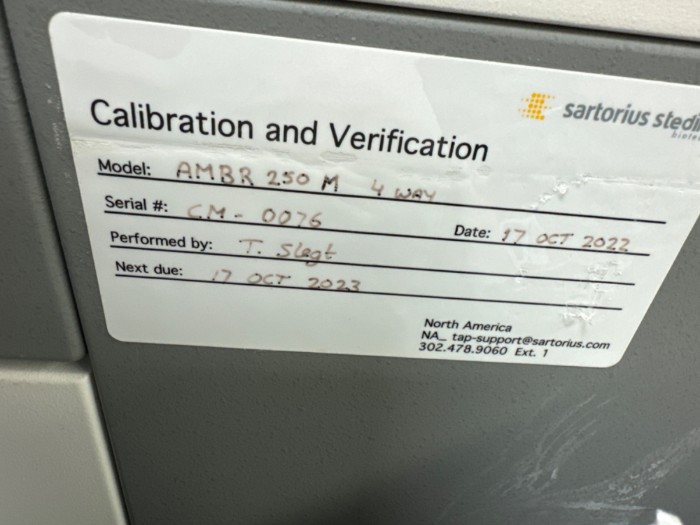 sartorius stedi
biotec
Calibration and Verification
Model: AMBR 250 M 4 WAY
Serial #: CM - 0076 Date: 17 OCT 2022
Performed by: T. Slegt
Next due: 17 OCT 2023
North America
NA_ tap-support@sartorius.com
302.478.9060 Ext. 1